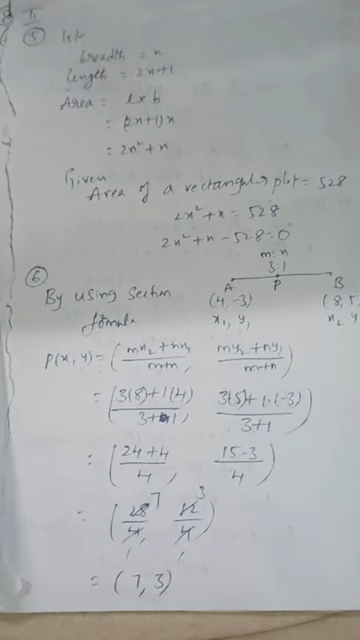 II
⑤ let
breadth = x
length = 2x+1
Area = l×b
= (2x+1)x
= 2x²+x
Given
Area of a rectangular plot = 528
2x²+x = 528
2x²+x-528=0
m:n
3:1
⑥ By using section formula
A P B
(4,-3) (8,5
x₁, y₁ x₂ y
P(x,y) = (mx₂+nx₁/m+n, my₂+ny₁/m+n)
= (3(8)+1(4)/3+1, 3(5)+1·(-3)/3+1)
= (24+4/4, 15-3/4)
= (28/4, 12/4) 7 3
= (7,3)